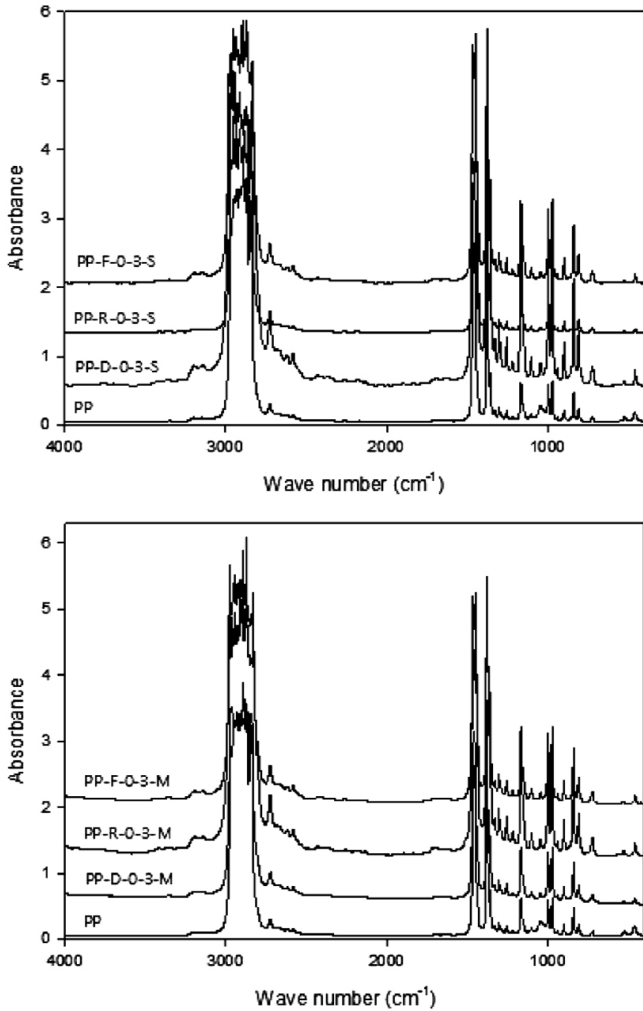 6
5
4
3
2
1
0
Absorbance
PP-F-0-3-S
PP-R-0-3-S
PP-D-0-3-S
PP
4000 3000 2000 1000
Wave number (cm-1)
6
5
4
3
2
1
0
Absorbance
PP-F-0-3-M
PP-R-0-3-M
PP-D-0-3-M
PP
4000 3000 2000 1000
Wave number (cm-1)